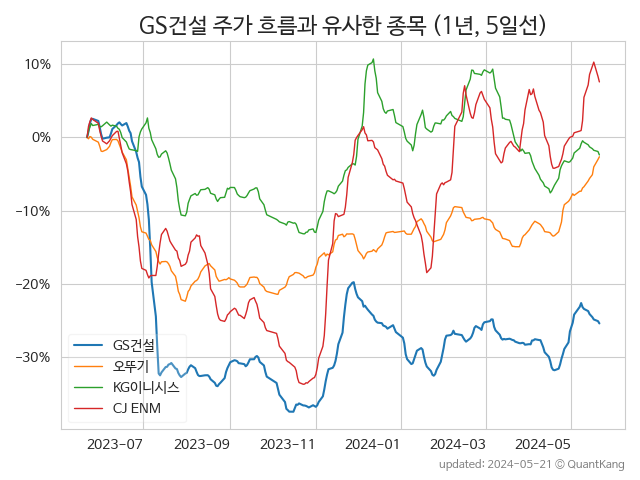 GS건설 주가 흐름과 유사한 종목 (1년, 5일선)
10%
0%
−10%
−20%
−30%
GS건설
오뚜기
KG이니시스
CJ ENM
2023-07
2023-09
2023-11
2024-01
2024-03
2024-05
updated: 2024-05-21 © QuantKang